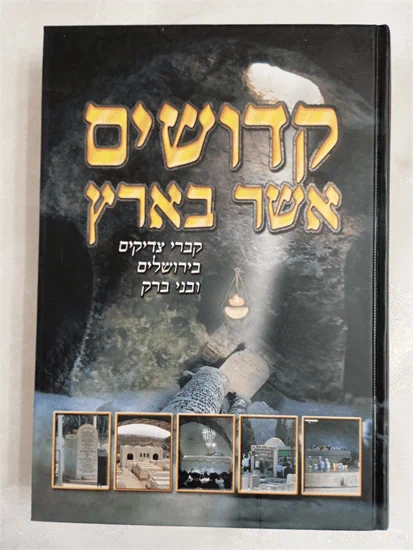 קדושים
אשר בארץ
קברי צדיקים
בירושלים
ובני ברק